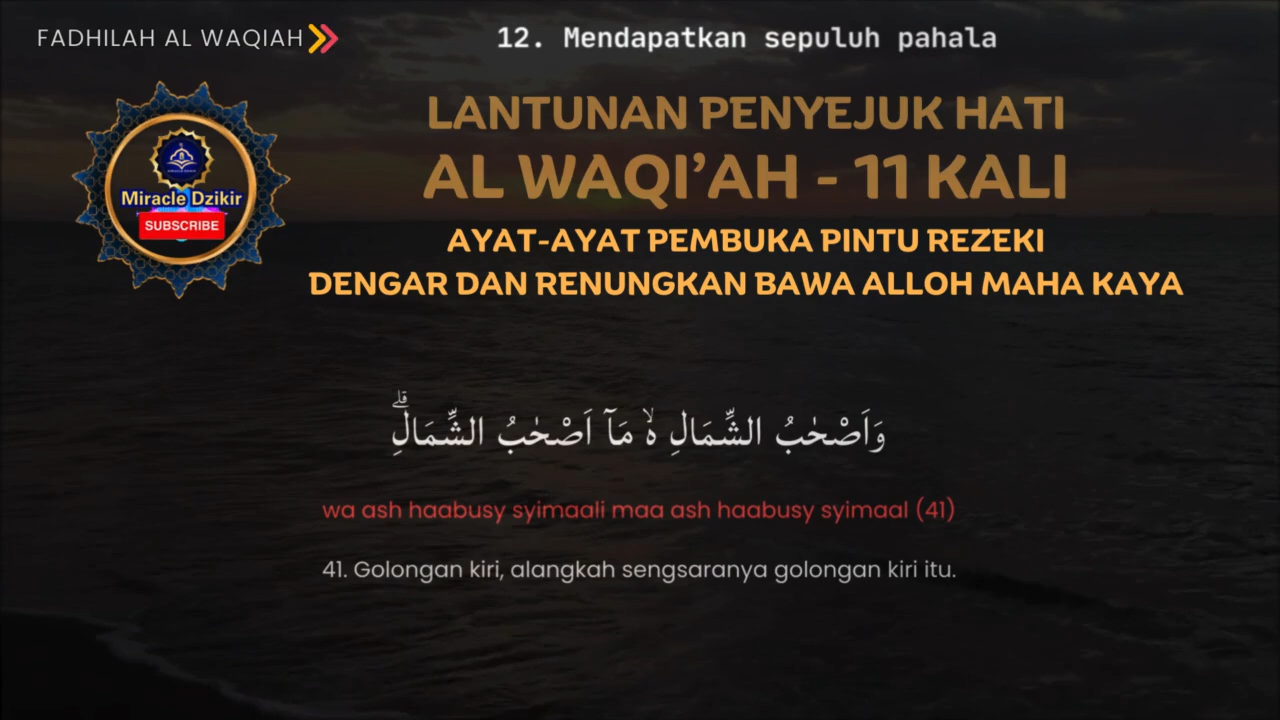 FADHILAH AL WAQIAH
12. Mendapatkan sepuluh pahala
LANTUNAN PENYEJUK HATI
AL WAQI'AH - 11 KALI
AYAT-AYAT PEMBUKA PINTU REZEKI
DENGAR DAN RENUNGKAN BAWA ALLOH MAHA KAYA
Miracle Dzikir
SUBSCRIBE
وَاَصْحٰبُ الشِّمَالِ ەۙ مَآ اَصْحٰبُ الشِّمَالِۗ
wa ash haabusy syimaali maa ash haabusy syimaal (41)
41. Golongan kiri, alangkah sengsaranya golongan kiri itu.